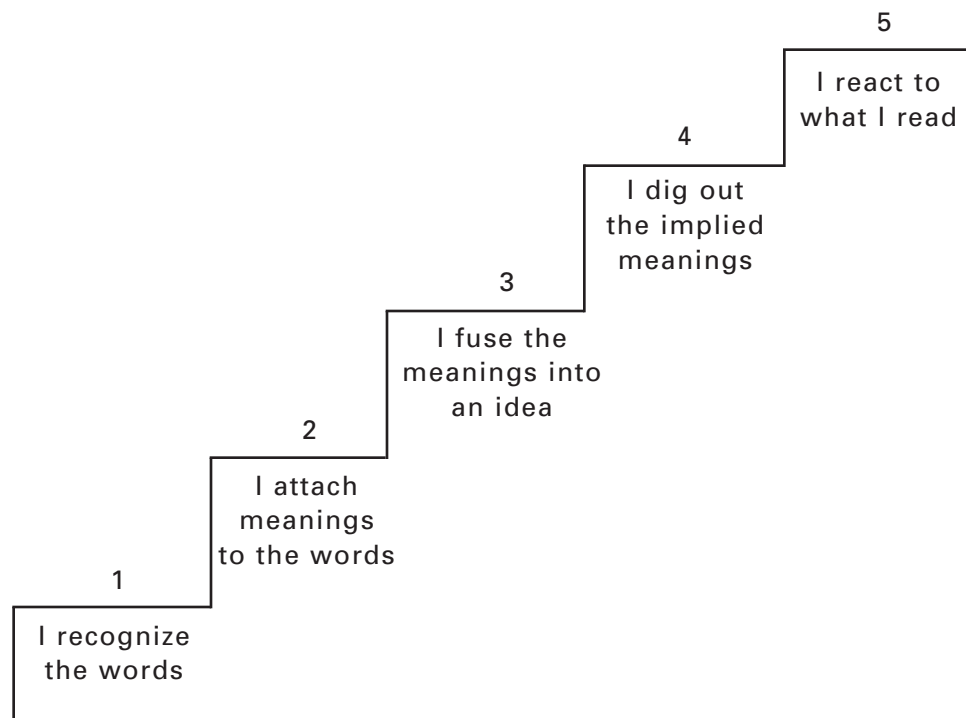 5
I react to
what I read
4
I dig out
the implied
meanings
3
I fuse the
meanings into
an idea
2
I attach
meanings
to the words
1
I recognize
the words